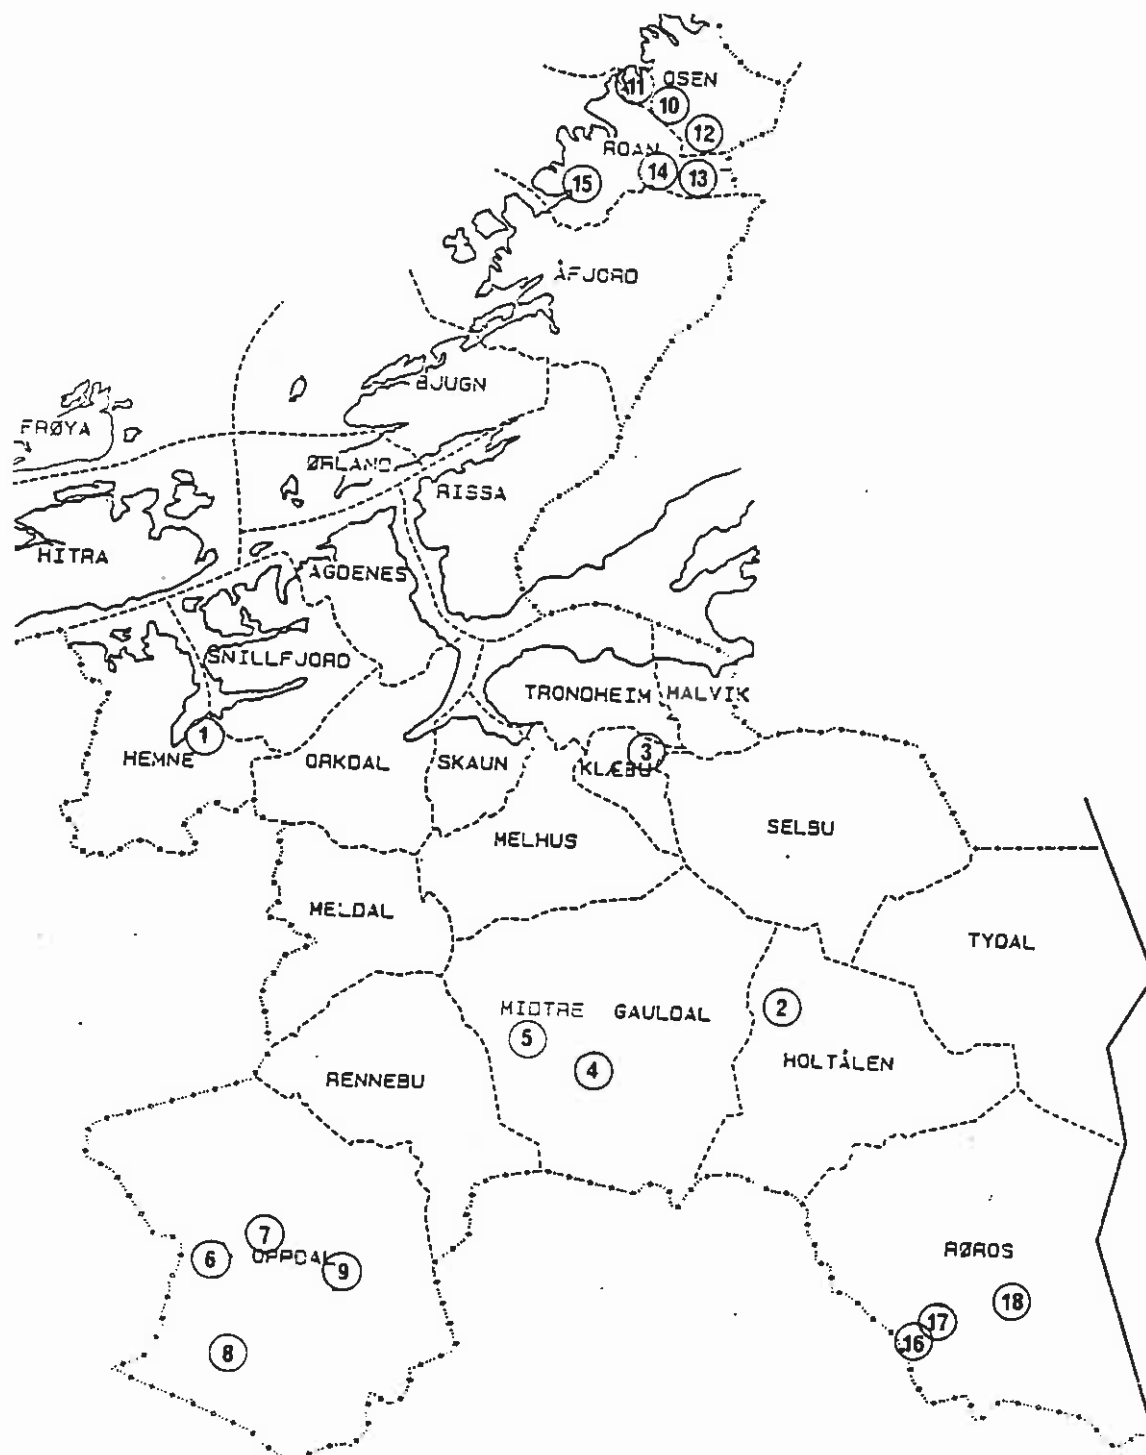 OSEN
11
10
12
ROAN
14
13
15
ÅFJORD
BJUGN
FRØYA
ØRLAND
RISSA
HITRA
AGDENES
SNILLFJORD
TRONDHEIM
MALVIK
1
3
HEMNE
ORKDAL
SKAUN
KLÆBU
SELBU
MELHUS
MELDAL
TYDAL
2
MIDTRE GAULDAL
5
4
HOLTÅLEN
RENNEBU
7
6
OPPDAL
9
RØROS
18
17
16
8